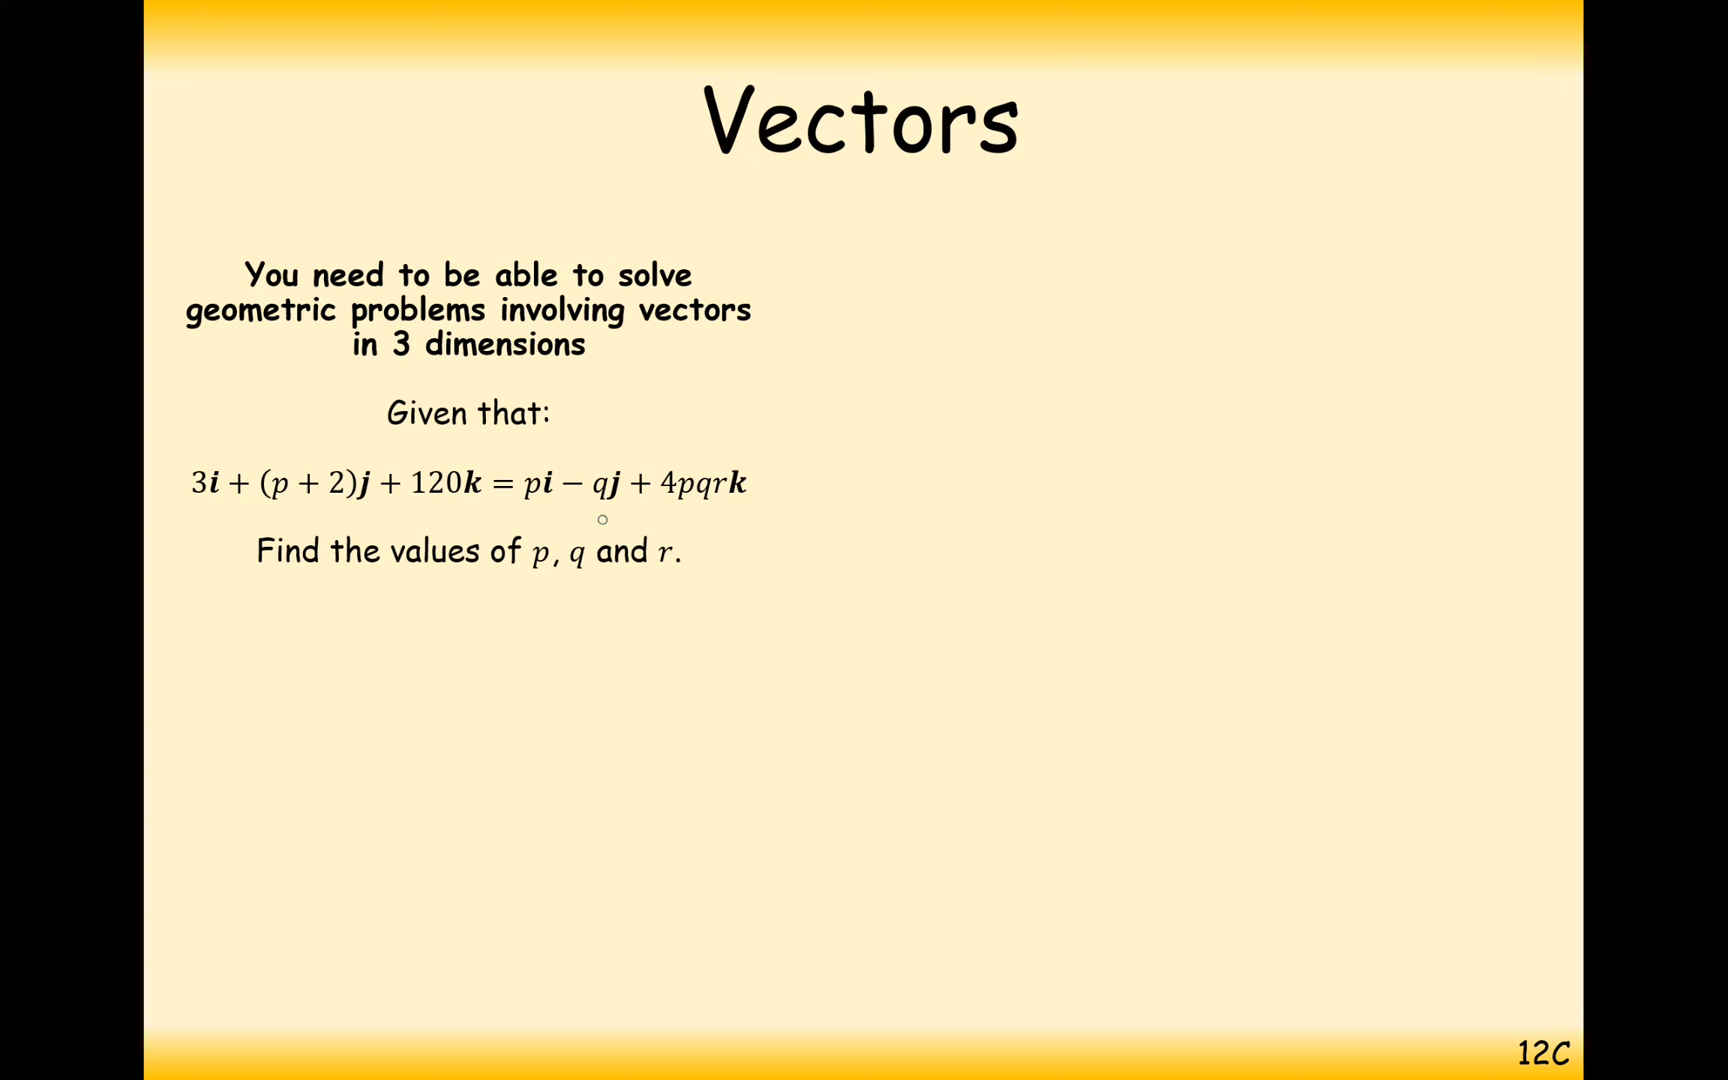 Vectors
You need to be able to solve
geometric problems involving vectors
in 3 dimensions
Given that:
3i + (p + 2)j + 120k = pi − qj + 4pqrk
Find the values of p, q and r.
12C